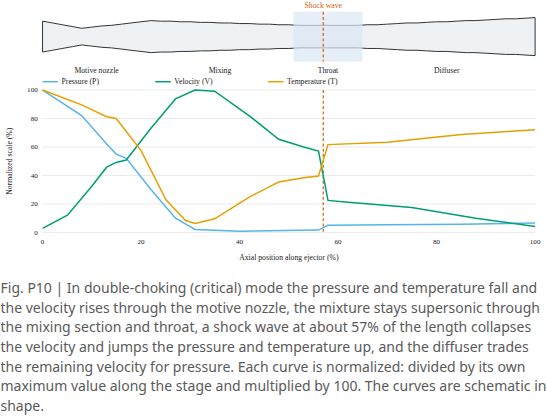 Shock wave
Motive nozzle Mixing Throat Diffuser
Pressure (P) Velocity (V) Temperature (T)
Normalized scale (%)
100
80
60
40
20
0
0 20 40 60 80 100
Axial position along ejector (%)
Fig. P10 | In double-choking (critical) mode the pressure and temperature fall and
the velocity rises through the motive nozzle, the mixture stays supersonic through
the mixing section and throat, a shock wave at about 57% of the length collapses
the velocity and jumps the pressure and temperature up, and the diffuser trades
the remaining velocity for pressure. Each curve is normalized: divided by its own
maximum value along the stage and multiplied by 100. The curves are schematic in
shape.